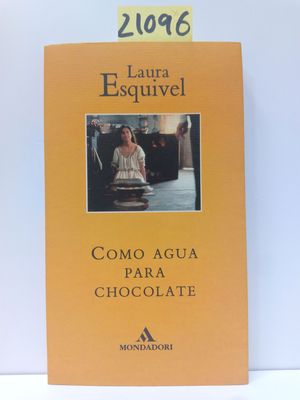 21096
Laura
Esquivel
COMO AGUA
PARA
CHOCOLATE
MONDADORI